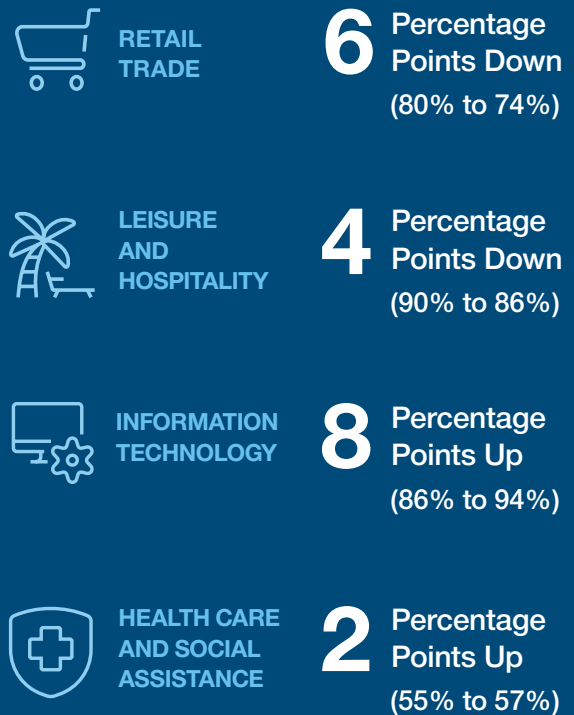 RETAIL
TRADE
6
Percentage
Points Down
(80% to 74%)
LEISURE
AND
HOSPITALITY
4
Percentage
Points Down
(90% to 86%)
INFORMATION
TECHNOLOGY
8
Percentage
Points Up
(86% to 94%)
HEALTH CARE
AND SOCIAL
ASSISTANCE
2
Percentage
Points Up
(55% to 57%)